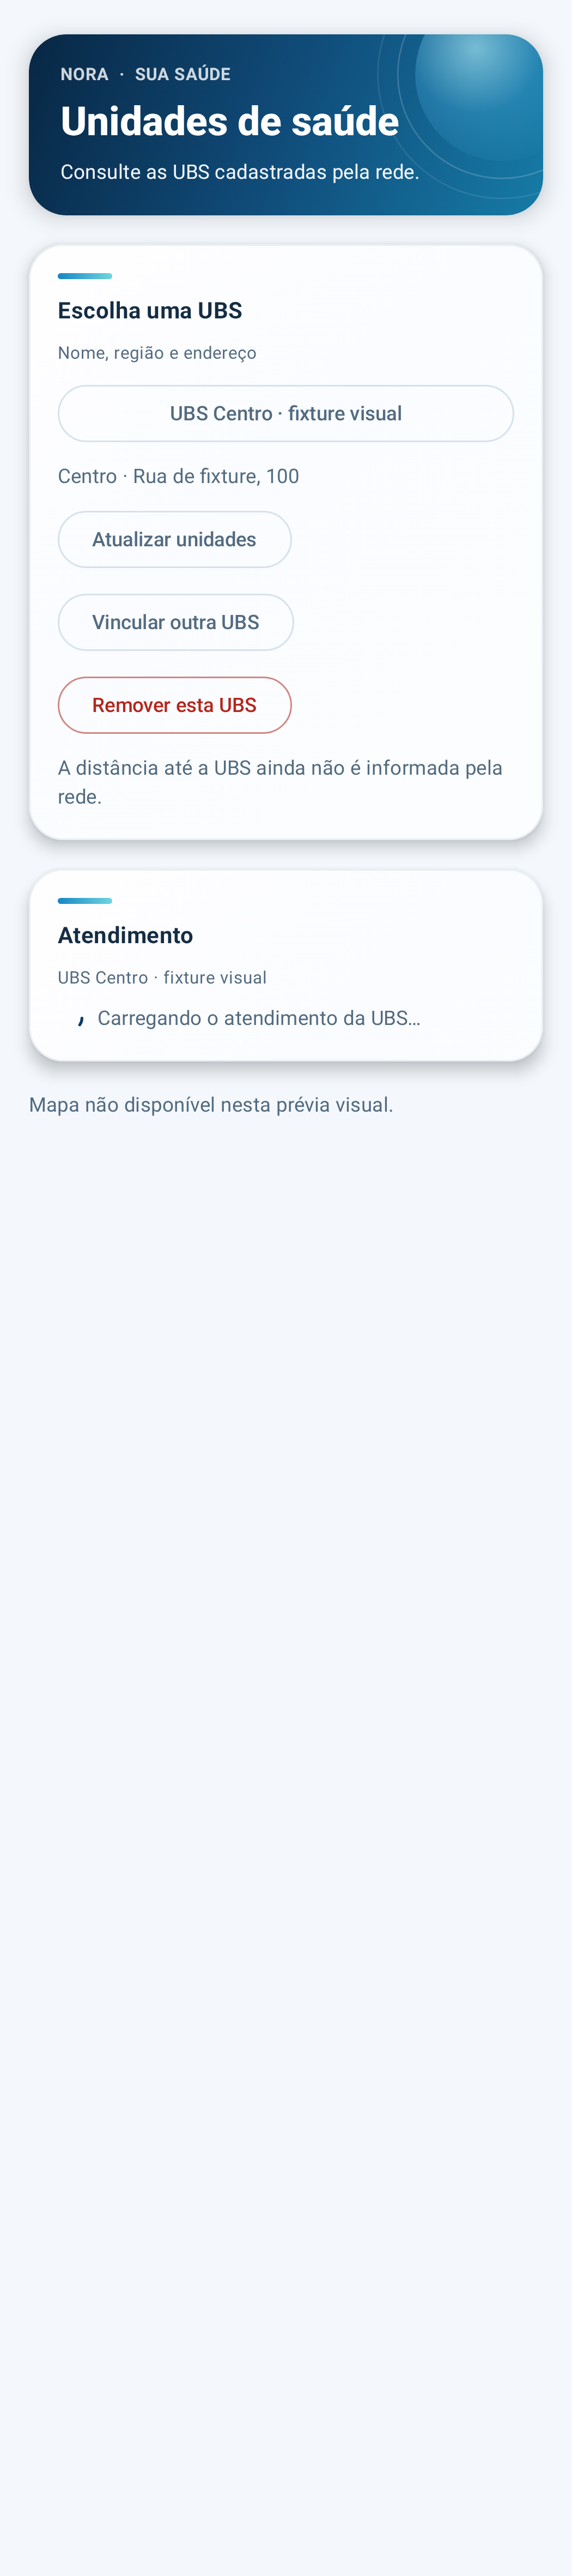 NORA · SUA SAÚDE
Unidades de saúde
Consulte as UBS cadastradas pela rede.
Escolha uma UBS
Nome, região e endereço
UBS Centro · fixture visual
Centro · Rua de fixture, 100
Atualizar unidades
Vincular outra UBS
Remover esta UBS
A distância até a UBS ainda não é informada pela
rede.
Atendimento
UBS Centro · fixture visual
Carregando o atendimento da UBS...
Mapa não disponível nesta prévia visual.